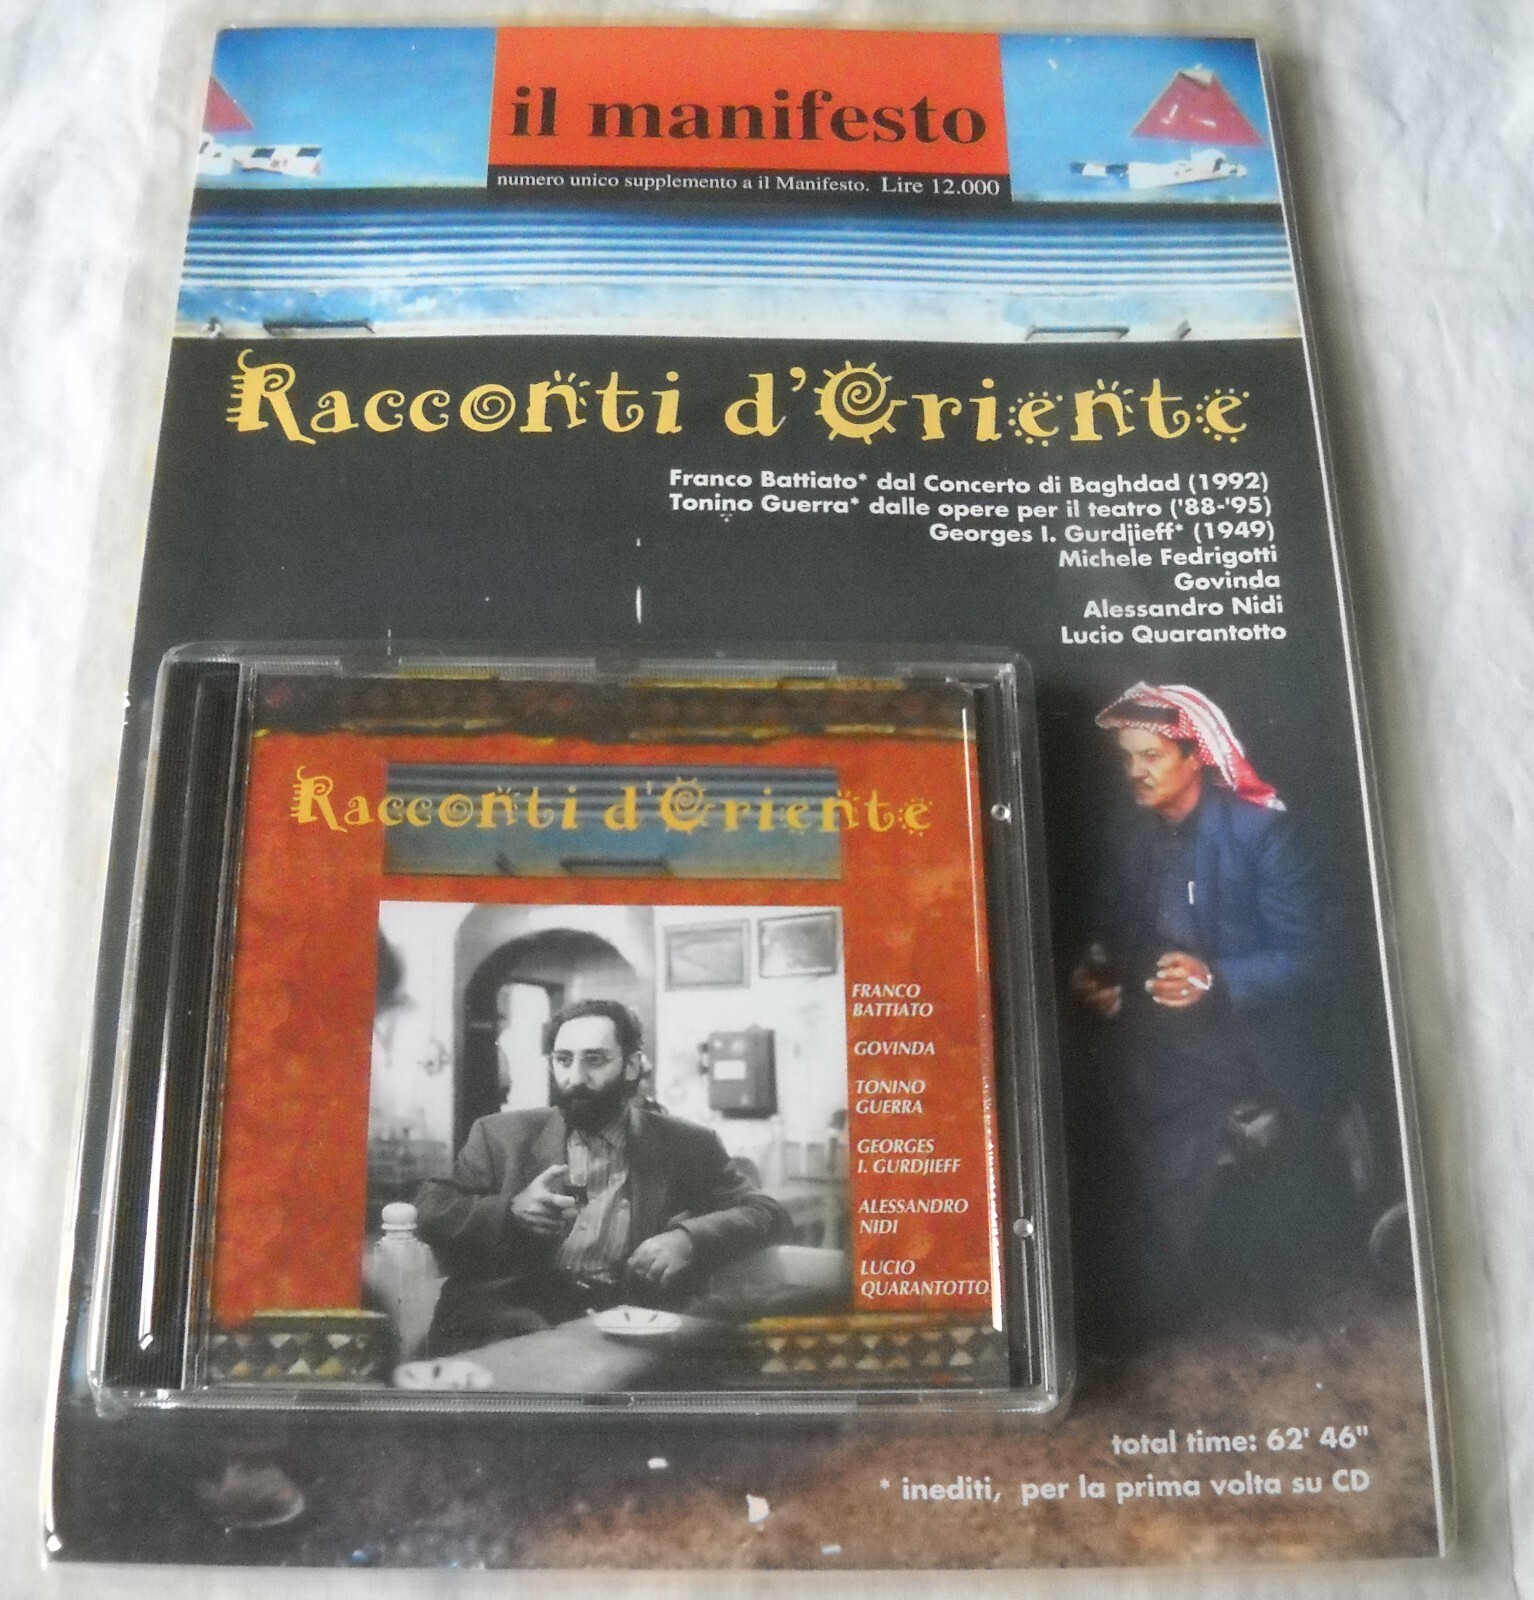 il manifesto
numero unico supplemento a il Manifesto. Lire 12.000
Racconti d'Oriente
Franco Battiato* dal Concerto di Baghdad (1992)
Tonino Guerra* dalle opere per il teatro ('88-'95)
Georges I. Gurdjieff* (1949)
Michele Fedrigotti
Govinda
Alessandro Nidi
Lucio Quarantotto
Racconti d'Oriente
FRANCO
BATTIATO
GOVINDA
TONINO
GUERRA
GEORGES
I. GURDJIEFF
ALESSANDRO
NIDI
LUCIO
QUARANTOTTO
total time: 62' 46"
* inediti, per la prima volta su CD